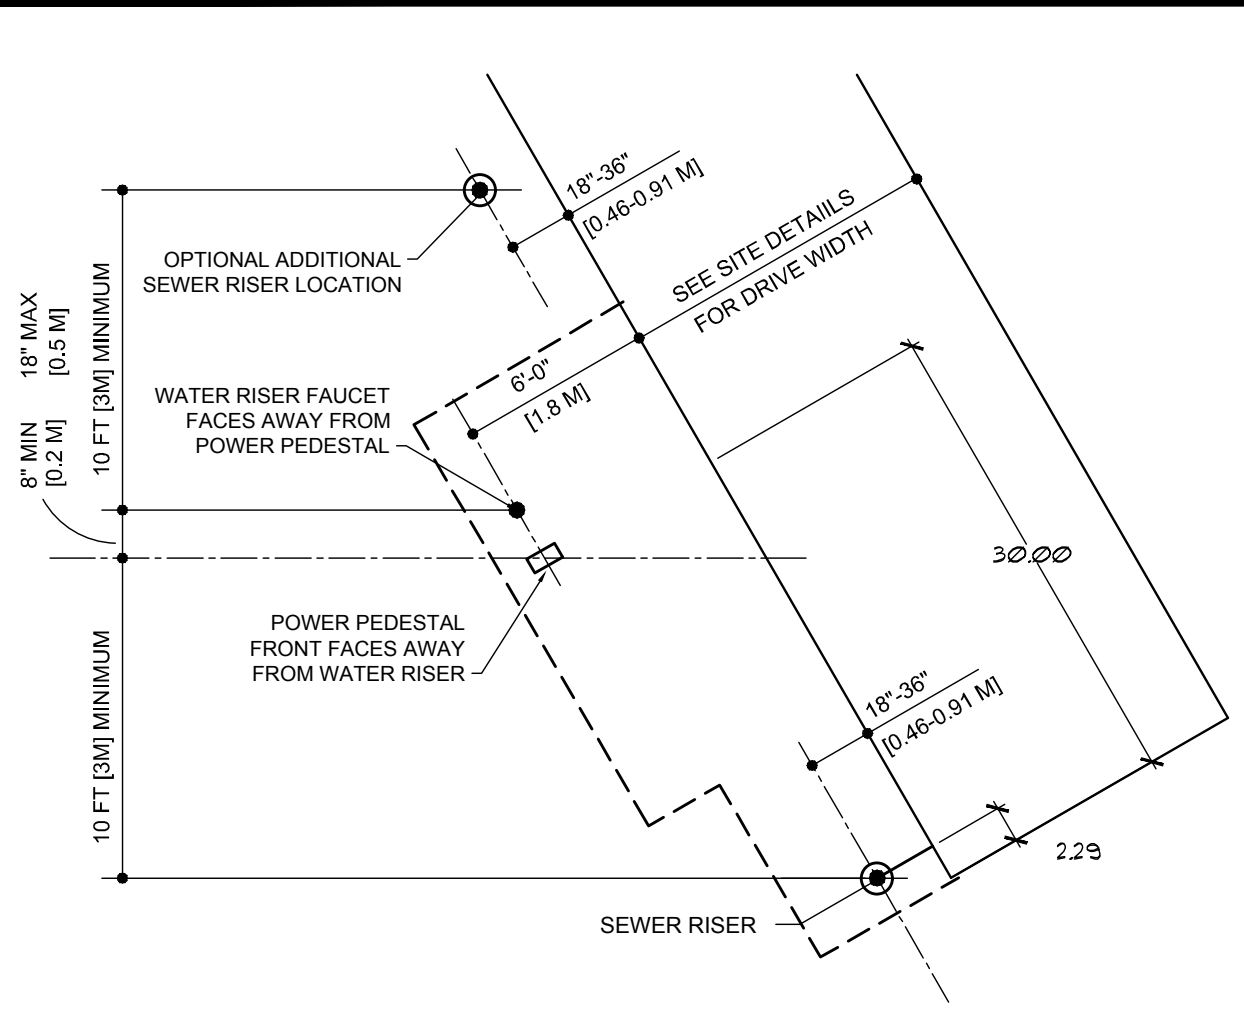 18"-36"
[0.46-0.91 M]
SEE SITE DETAIILS
FOR DRIVE WIDTH
OPTIONAL ADDITIONAL
SEWER RISER LOCATION
10 FT [3M] MINIMUM
18" MAX
[0.5 M]
8" MIN
[0.2 M]
6'-0"
[1.8 M]
WATER RISER FAUCET
FACES AWAY FROM
POWER PEDESTAL
30.00
POWER PEDESTAL
FRONT FACES AWAY
FROM WATER RISER
10 FT [3M] MINIMUM
18"-36"
[0.46-0.91 M]
2.29
SEWER RISER